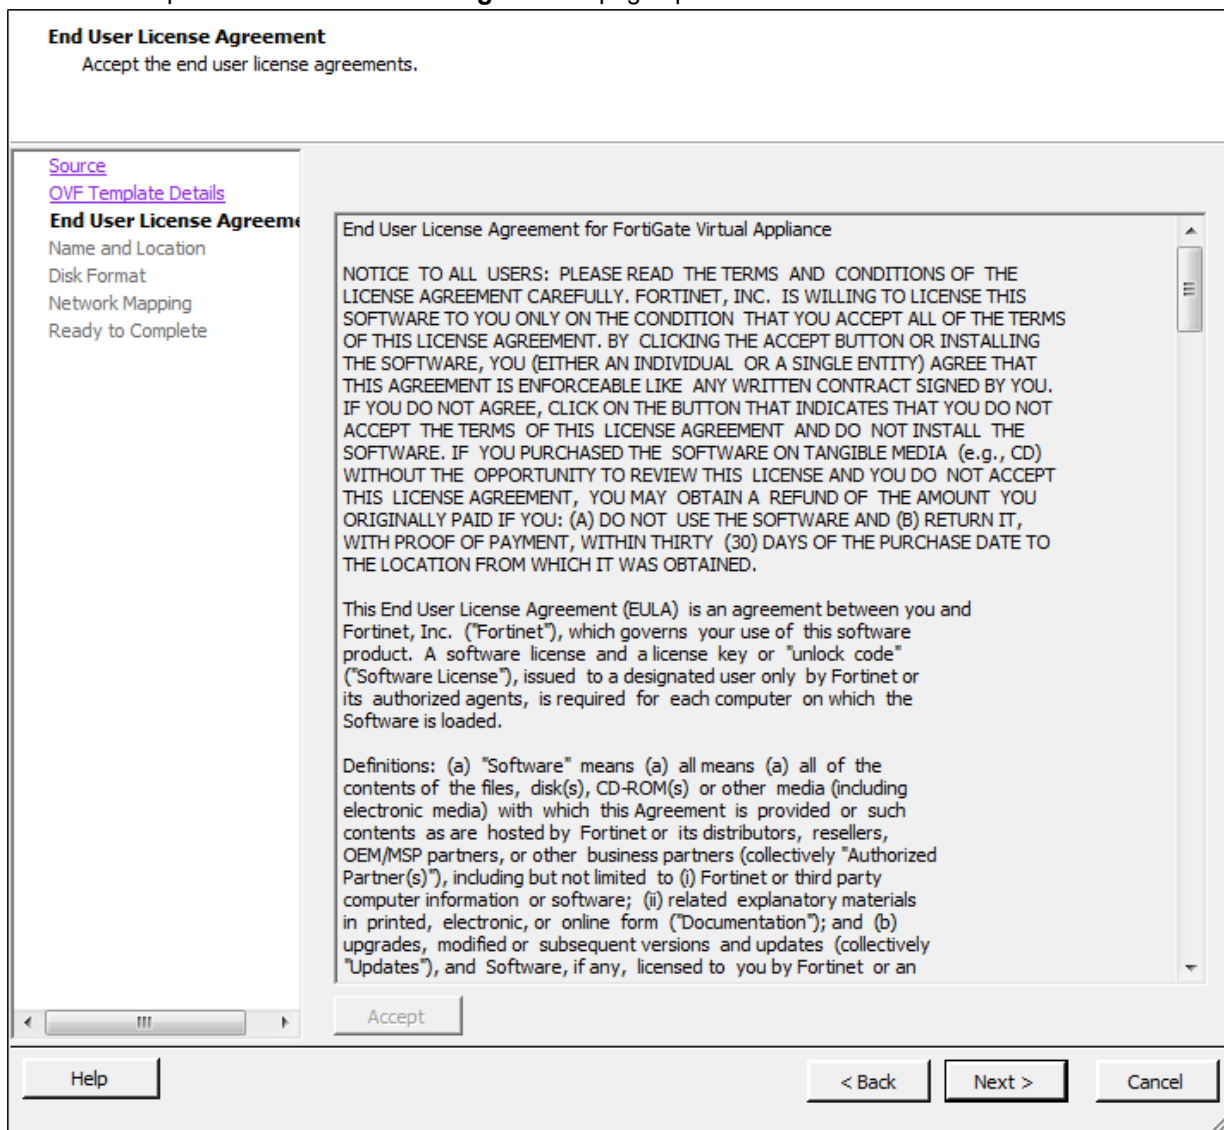 End User License Agreement
Accept the end user license agreements.
Source
OVF Template Details
End User License Agreeme
Name and Location
Disk Format
Network Mapping
Ready to Complete
End User License Agreement for FortiGate Virtual Appliance
NOTICE TO ALL USERS: PLEASE READ THE TERMS AND CONDITIONS OF THE
LICENSE AGREEMENT CAREFULLY. FORTINET, INC. IS WILLING TO LICENSE THIS
SOFTWARE TO YOU ONLY ON THE CONDITION THAT YOU ACCEPT ALL OF THE TERMS
OF THIS LICENSE AGREEMENT. BY CLICKING THE ACCEPT BUTTON OR INSTALLING
THE SOFTWARE, YOU (EITHER AN INDIVIDUAL OR A SINGLE ENTITY) AGREE THAT
THIS AGREEMENT IS ENFORCEABLE LIKE ANY WRITTEN CONTRACT SIGNED BY YOU.
IF YOU DO NOT AGREE, CLICK ON THE BUTTON THAT INDICATES THAT YOU DO NOT
ACCEPT THE TERMS OF THIS LICENSE AGREEMENT AND DO NOT INSTALL THE
SOFTWARE. IF YOU PURCHASED THE SOFTWARE ON TANGIBLE MEDIA (e.g., CD)
WITHOUT THE OPPORTUNITY TO REVIEW THIS LICENSE AND YOU DO NOT ACCEPT
THIS LICENSE AGREEMENT, YOU MAY OBTAIN A REFUND OF THE AMOUNT YOU
ORIGINALLY PAID IF YOU: (A) DO NOT USE THE SOFTWARE AND (B) RETURN IT,
WITH PROOF OF PAYMENT, WITHIN THIRTY (30) DAYS OF THE PURCHASE DATE TO
THE LOCATION FROM WHICH IT WAS OBTAINED.
This End User License Agreement (EULA) is an agreement between you and
Fortinet, Inc. ("Fortinet"), which governs your use of this software
product. A software license and a license key or "unlock code"
("Software License"), issued to a designated user only by Fortinet or
its authorized agents, is required for each computer on which the
Software is loaded.
Definitions: (a) "Software" means (a) all means (a) all of the
contents of the files, disk(s), CD-ROM(s) or other media (including
electronic media) with which this Agreement is provided or such
contents as are hosted by Fortinet or its distributors, resellers,
OEM/MSP partners, or other business partners (collectively "Authorized
Partner(s)"), including but not limited to (i) Fortinet or third party
computer information or software; (ii) related explanatory materials
in printed, electronic, or online form ("Documentation"); and (b)
upgrades, modified or subsequent versions and updates (collectively
"Updates"), and Software, if any, licensed to you by Fortinet or an
Accept
Help
< Back
Next >
Cancel